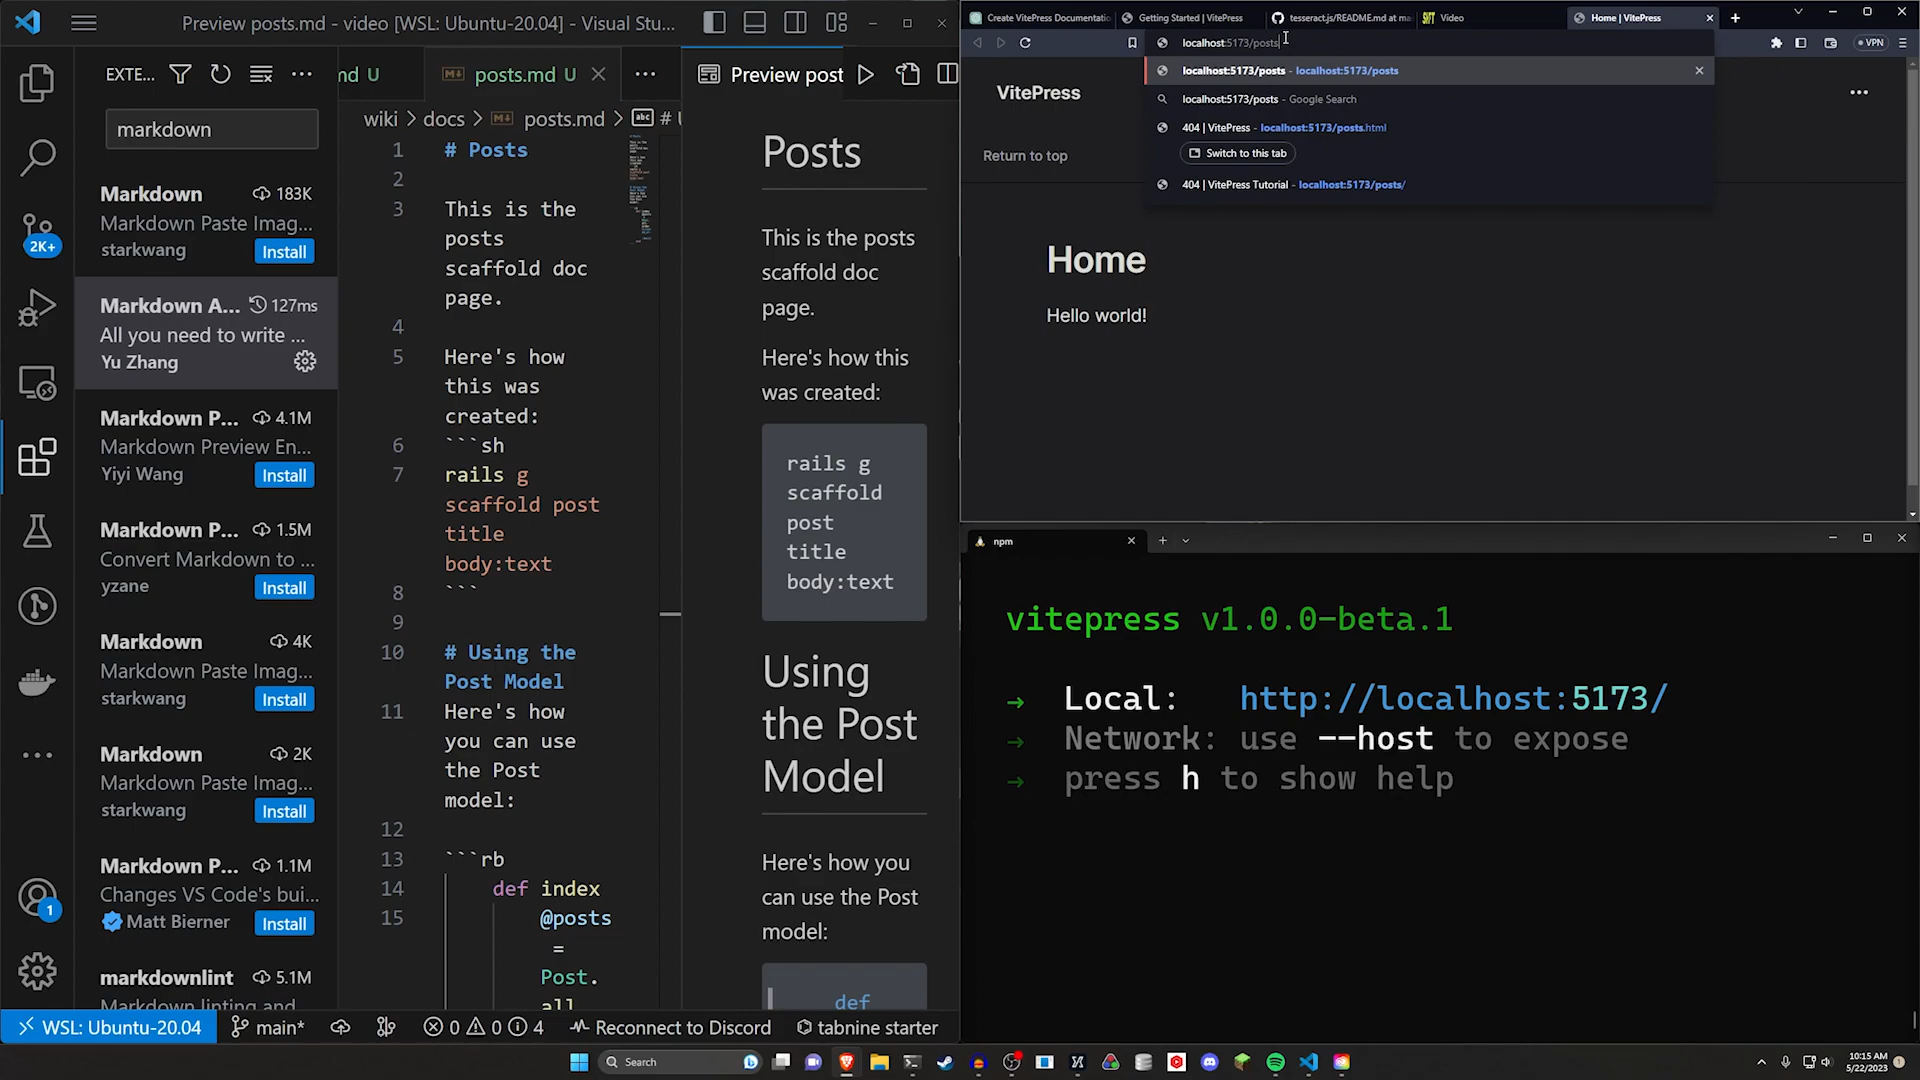 Preview posts.md - video [WSL: Ubuntu-20.04] - Visual Stu...
EXTE...
markdown
Markdown 183K
Markdown Paste Imag...
starkwang Install
Markdown A... 127ms
All you need to write ...
Yu Zhang
Markdown P... 4.1M
Markdown Preview En...
Yiyi Wang Install
Markdown P... 1.5M
Convert Markdown to ...
yzane Install
Markdown 4K
Markdown Paste Imag...
starkwang Install
Markdown 2K
Markdown Paste Imag...
starkwang Install
Markdown P... 1.1M
Changes VS Code's bui...
Matt Bierner Install
markdownlint 5.1M
Markdown linting and
2K+
1
nd U posts.md U
wiki > docs > posts.md > abc #
1 # Posts
2
3 This is the
posts
scaffold doc
page.
4
5 Here's how
this was
created:
6 ```sh
7 rails g
scaffold post
title
body:text
8 ```
9
10 # Using the
Post Model
11 Here's how
you can use
the Post
model:
12
13 ```rb
14 def index
15 @posts
=
Post.
all
Preview post
Posts
This is the posts
scaffold doc
page.
Here's how this
was created:
rails g
scaffold
post
title
body:text
Using
the Post
Model
Here's how you
can use the Post
model:
def
WSL: Ubuntu-20.04 main* 0 0 4 Reconnect to Discord tabnine starter
Create VitePress Documentatio Getting Started | VitePress tesseract.js/README.md at ma Video Home | VitePress
localhost:5173/posts
VPN
localhost:5173/posts - localhost:5173/posts
localhost:5173/posts - Google Search
404 | VitePress - localhost:5173/posts.html
Switch to this tab
404 | VitePress Tutorial - localhost:5173/posts/
VitePress
Return to top
Home
Hello world!
npm
vitepress v1.0.0-beta.1
➜ Local: http://localhost:5173/
➜ Network: use --host to expose
➜ press h to show help
Search
10:15 AM
5/22/2023